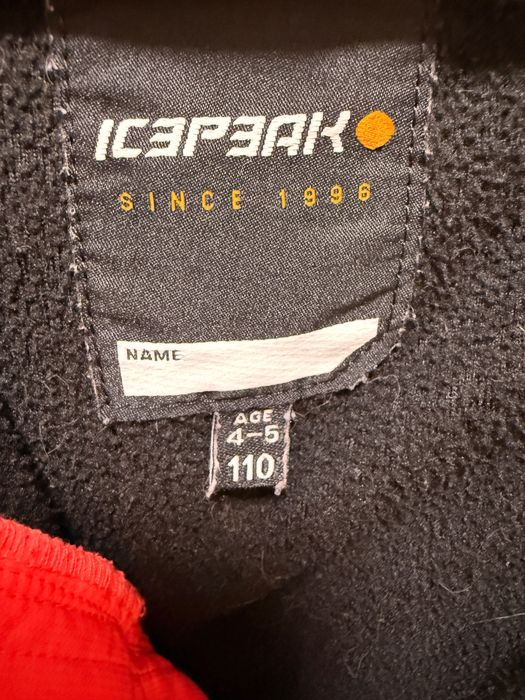 ICEPEAK
SINCE 1996
NAME
AGE
4-5
110